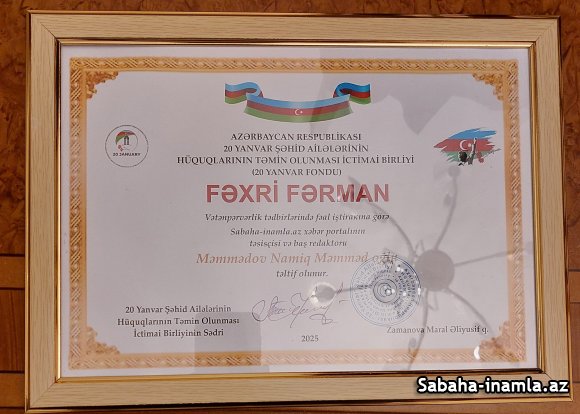 AZƏRBAYCAN RESPUBLİKASI
20 YANVAR ŞƏHİD AİLƏLƏRİNİN
HÜQUQLARININ TƏMİN OLUNMASI İCTİMAİ BİRLİYİ
(20 YANVAR FONDU)
20 JANUARY
FƏXRİ FƏRMAN
Vətənpərvərlik tədbirlərində fəal iştirakına görə
Sabaha-inamla.az xəbər portalının
təsisçisi və baş redaktoru
Məmmədov Namiq Məmməd
təltif olunur.
20 Yanvar Şəhid Ailələrinin
Hüquqlarının Təmin Olunması
İctimai Birliyinin Sədri
Zamanova Maral Əliyusif q.
2025
Sabaha-inamla.az